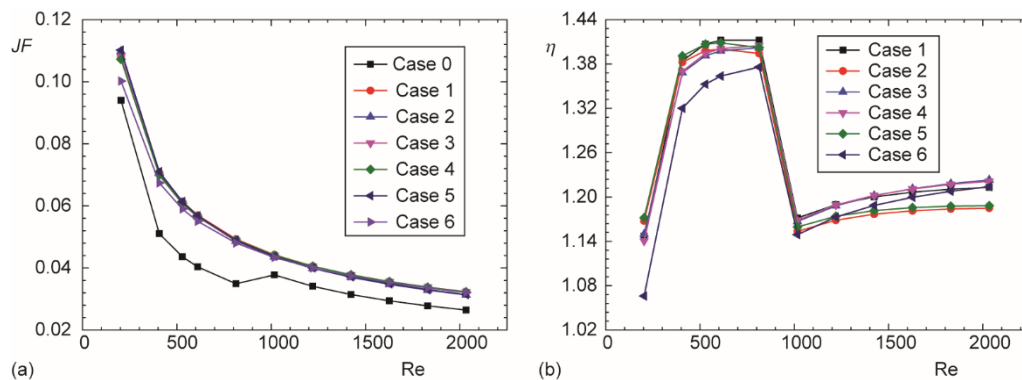 JF
0.12
0.10
0.08
0.06
0.04
0.02
0
500
1000
1500
2000
Case 0
Case 1
Case 2
Case 3
Case 4
Case 5
Case 6
(a)
Re
η
1.44
1.38
1.32
1.26
1.20
1.14
1.08
1.02
0
500
1000
1500
2000
Case 1
Case 2
Case 3
Case 4
Case 5
Case 6
(b)
Re